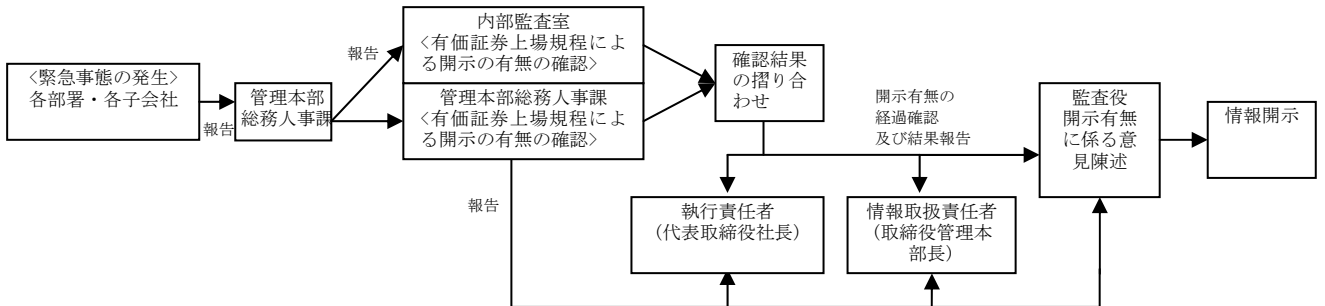 <緊急事態の発生>
各部署・各子会社
報告
管理本部
総務人事課
報告
内部監査室
<有価証券上場規程によ
る開示の有無の確認>
管理本部総務人事課
<有価証券上場規程によ
る開示の有無の確認>
報告
確認結果
の摺り合
わせ
開示有無の
経過確認
及び結果報告
執行責任者
(代表取締役社長)
情報取扱責任者
(取締役管理本
部長)
監査役
開示有無
に係る意
見陳述
情報開示